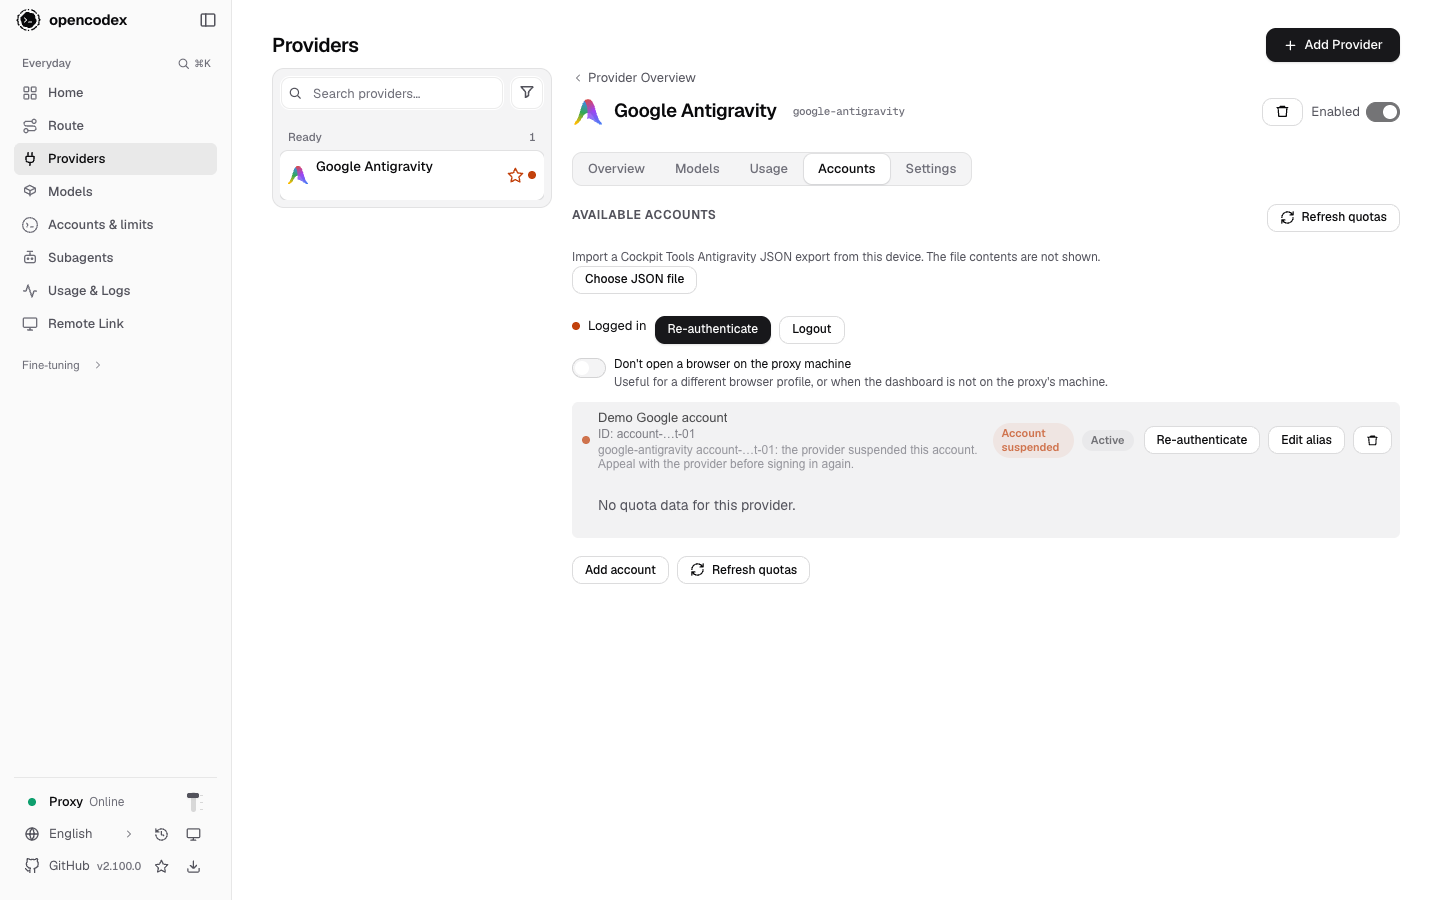 opencodex
Everyday
⌘K
Home
Route
Providers
Models
Accounts & limits
Subagents
Usage & Logs
Remote Link
Fine-tuning
Proxy Online
English
GitHub v2.100.0
Providers
Add Provider
Search providers...
Ready 1
Google Antigravity
Provider Overview
Google Antigravity google-antigravity
Enabled
Overview Models Usage Accounts Settings
AVAILABLE ACCOUNTS
Refresh quotas
Import a Cockpit Tools Antigravity JSON export from this device. The file contents are not shown.
Choose JSON file
Logged in Re-authenticate Logout
Don't open a browser on the proxy machine
Useful for a different browser profile, or when the dashboard is not on the proxy's machine.
Demo Google account
ID: account-...t-01
google-antigravity account-...t-01: the provider suspended this account.
Appeal with the provider before signing in again.
Account
suspended
Active
Re-authenticate
Edit alias
No quota data for this provider.
Add account
Refresh quotas